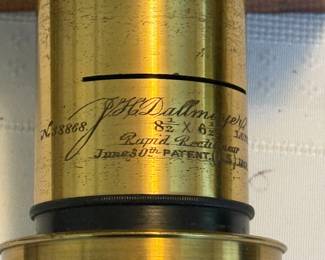 No 38868. J H Dallmeyer
8½ X 6½
Rapid Rectilinear
June 30th PATENT (U.S.)